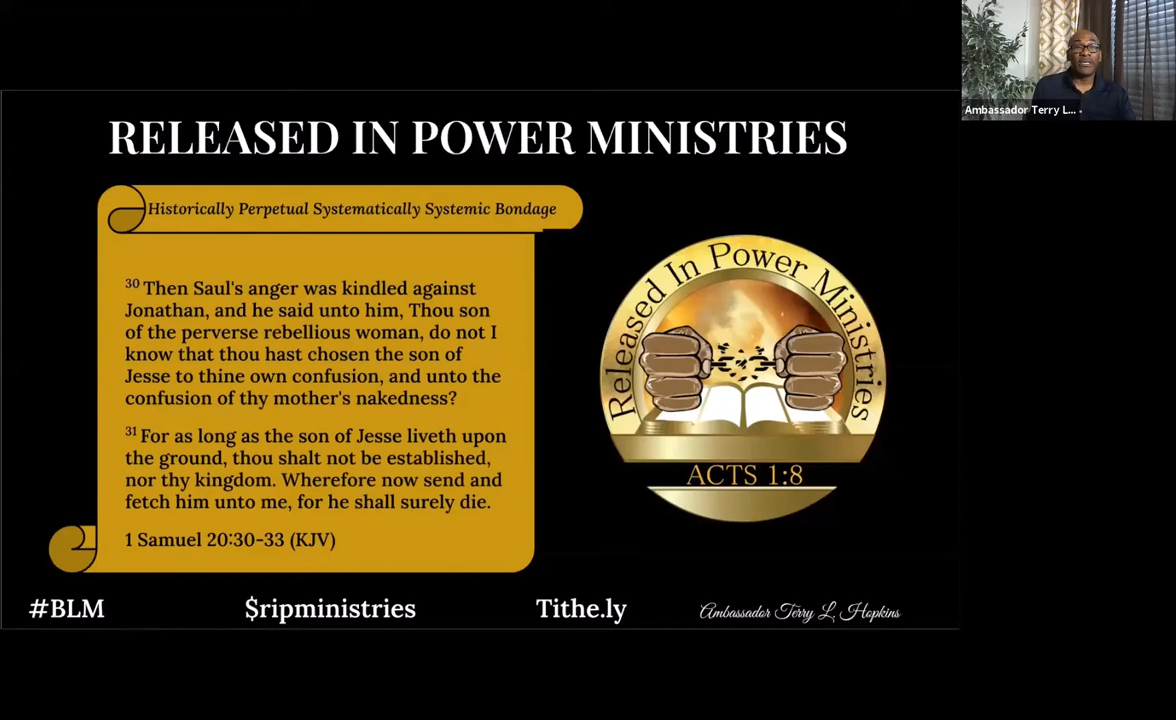 Ambassador Terry L...
RELEASED IN POWER MINISTRIES
Historically Perpetual Systematically Systemic Bondage
30 Then Saul's anger was kindled against
Jonathan, and he said unto him, Thou son
of the perverse rebellious woman, do not I
know that thou hast chosen the son of
Jesse to thine own confusion, and unto the
confusion of thy mother's nakedness?
31 For as long as the son of Jesse liveth upon
the ground, thou shalt not be established,
nor thy kingdom. Wherefore now send and
fetch him unto me, for he shall surely die.
1 Samuel 20:30-33 (KJV)
Released In Power Ministries
ACTS 1:8
#BLM
$ripministries
Tithe.ly
Ambassador Terry L. Hopkins